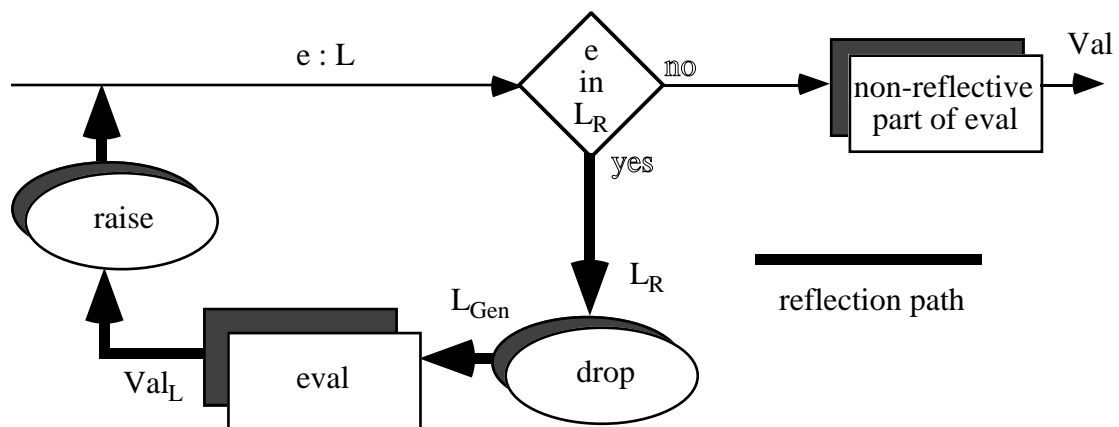 e : L
e
in
L_R
no
non-reflective
part of eval
Val
yes
raise
L_R
reflection path
L_Gen
drop
eval
Val_L